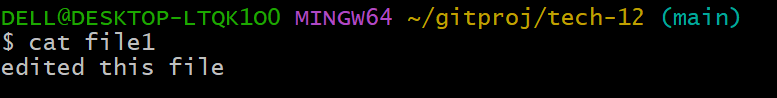 DELL@DESKTOP-LTQK1O0 MINGW64 ~/gitproj/tech-12 (main)
$ cat file1
edited this file